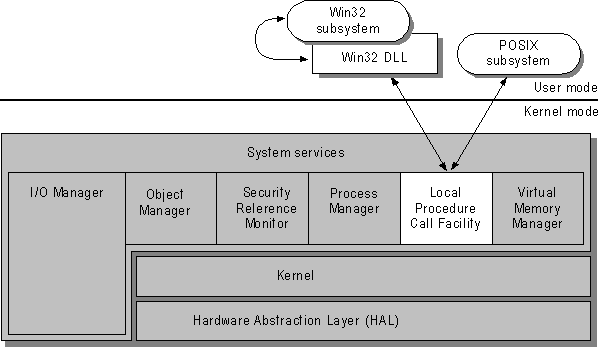 Win32
subsystem
Win32 DLL
POSIX
subsystem
User mode
Kernel mode
System services
I/O Manager
Object
Manager
Security
Relerence
Monitor
Process
Manager
Local
Procedure
Call Facility
Virtual
Memory
Manager
Kernel
Hardware Abstraction Layer (HAL)